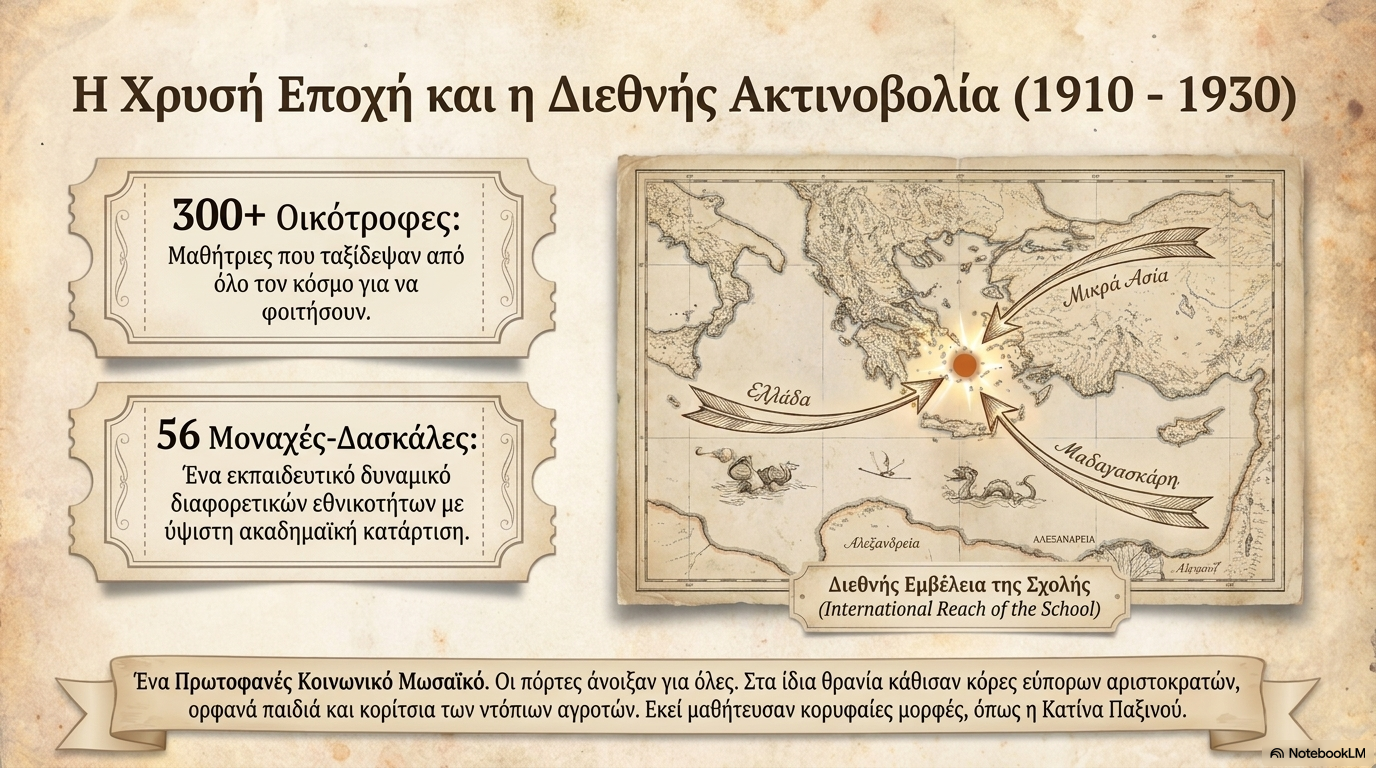 Η Χρυσή Εποχή και η Διεθνής Ακτινοβολία (1910 - 1930)
300+ Οικότροφες:
Μαθήτριες που ταξίδεψαν από
όλο τον κόσμο για να
φοιτήσουν.
56 Μοναχές-Δασκάλες:
Ένα εκπαιδευτικό δυναμικό
διαφορετικών εθνικοτήτων με
ύψιστη ακαδημαϊκή κατάρτιση.
Μικρά Ασία
Ελλάδα
Μαδαγασκάρη
Αλεξανδρεια
ΑΛΕΞΑΝΑΡΕΙΑ
Διεθνής Εμβέλεια της Σχολής
(International Reach of the School)
Ένα Πρωτοφανές Κοινωνικό Μωσαϊκό. Οι πόρτες άνοιξαν για όλες. Στα ίδια θρανία κάθισαν κόρες εύπορων αριστοκρατών,
ορφανά παιδιά και κορίτσια των ντόπιων αγροτών. Εκεί μαθήτευσαν κορυφαίες μορφές, όπως η Κατίνα Παξινού.
NotebookLM